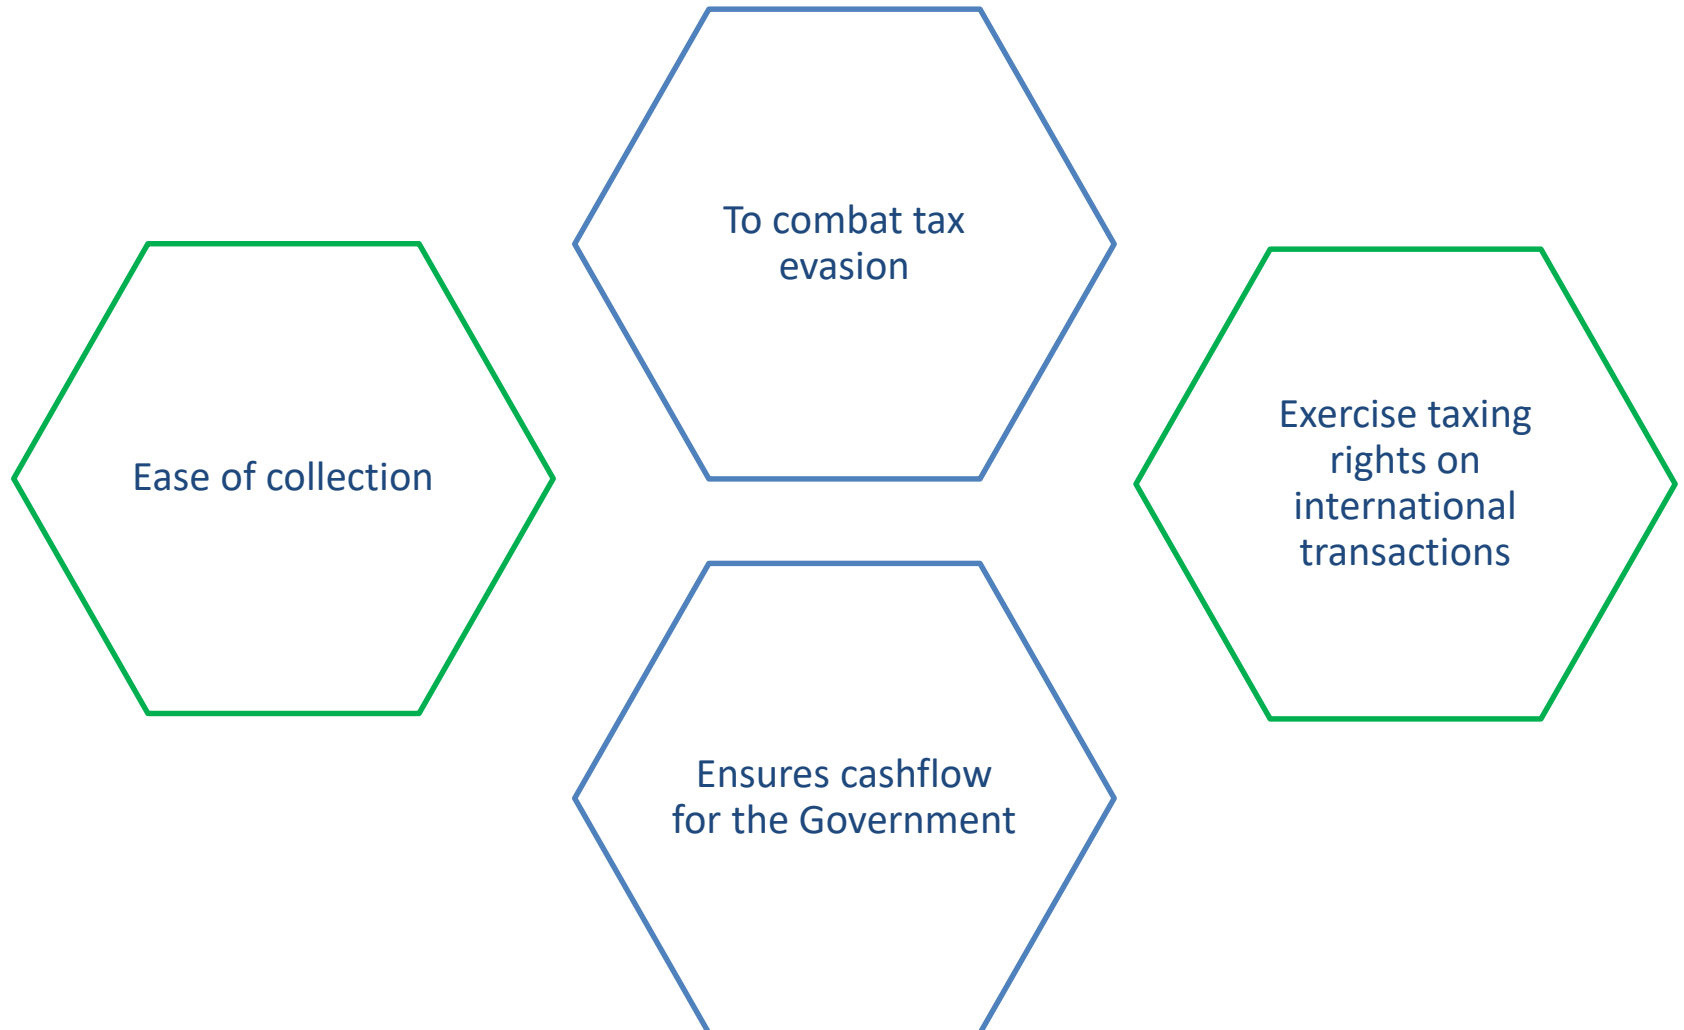 To combat tax
evasion
Ease of collection
Exercise taxing
rights on
international
transactions
Ensures cashflow
for the Government